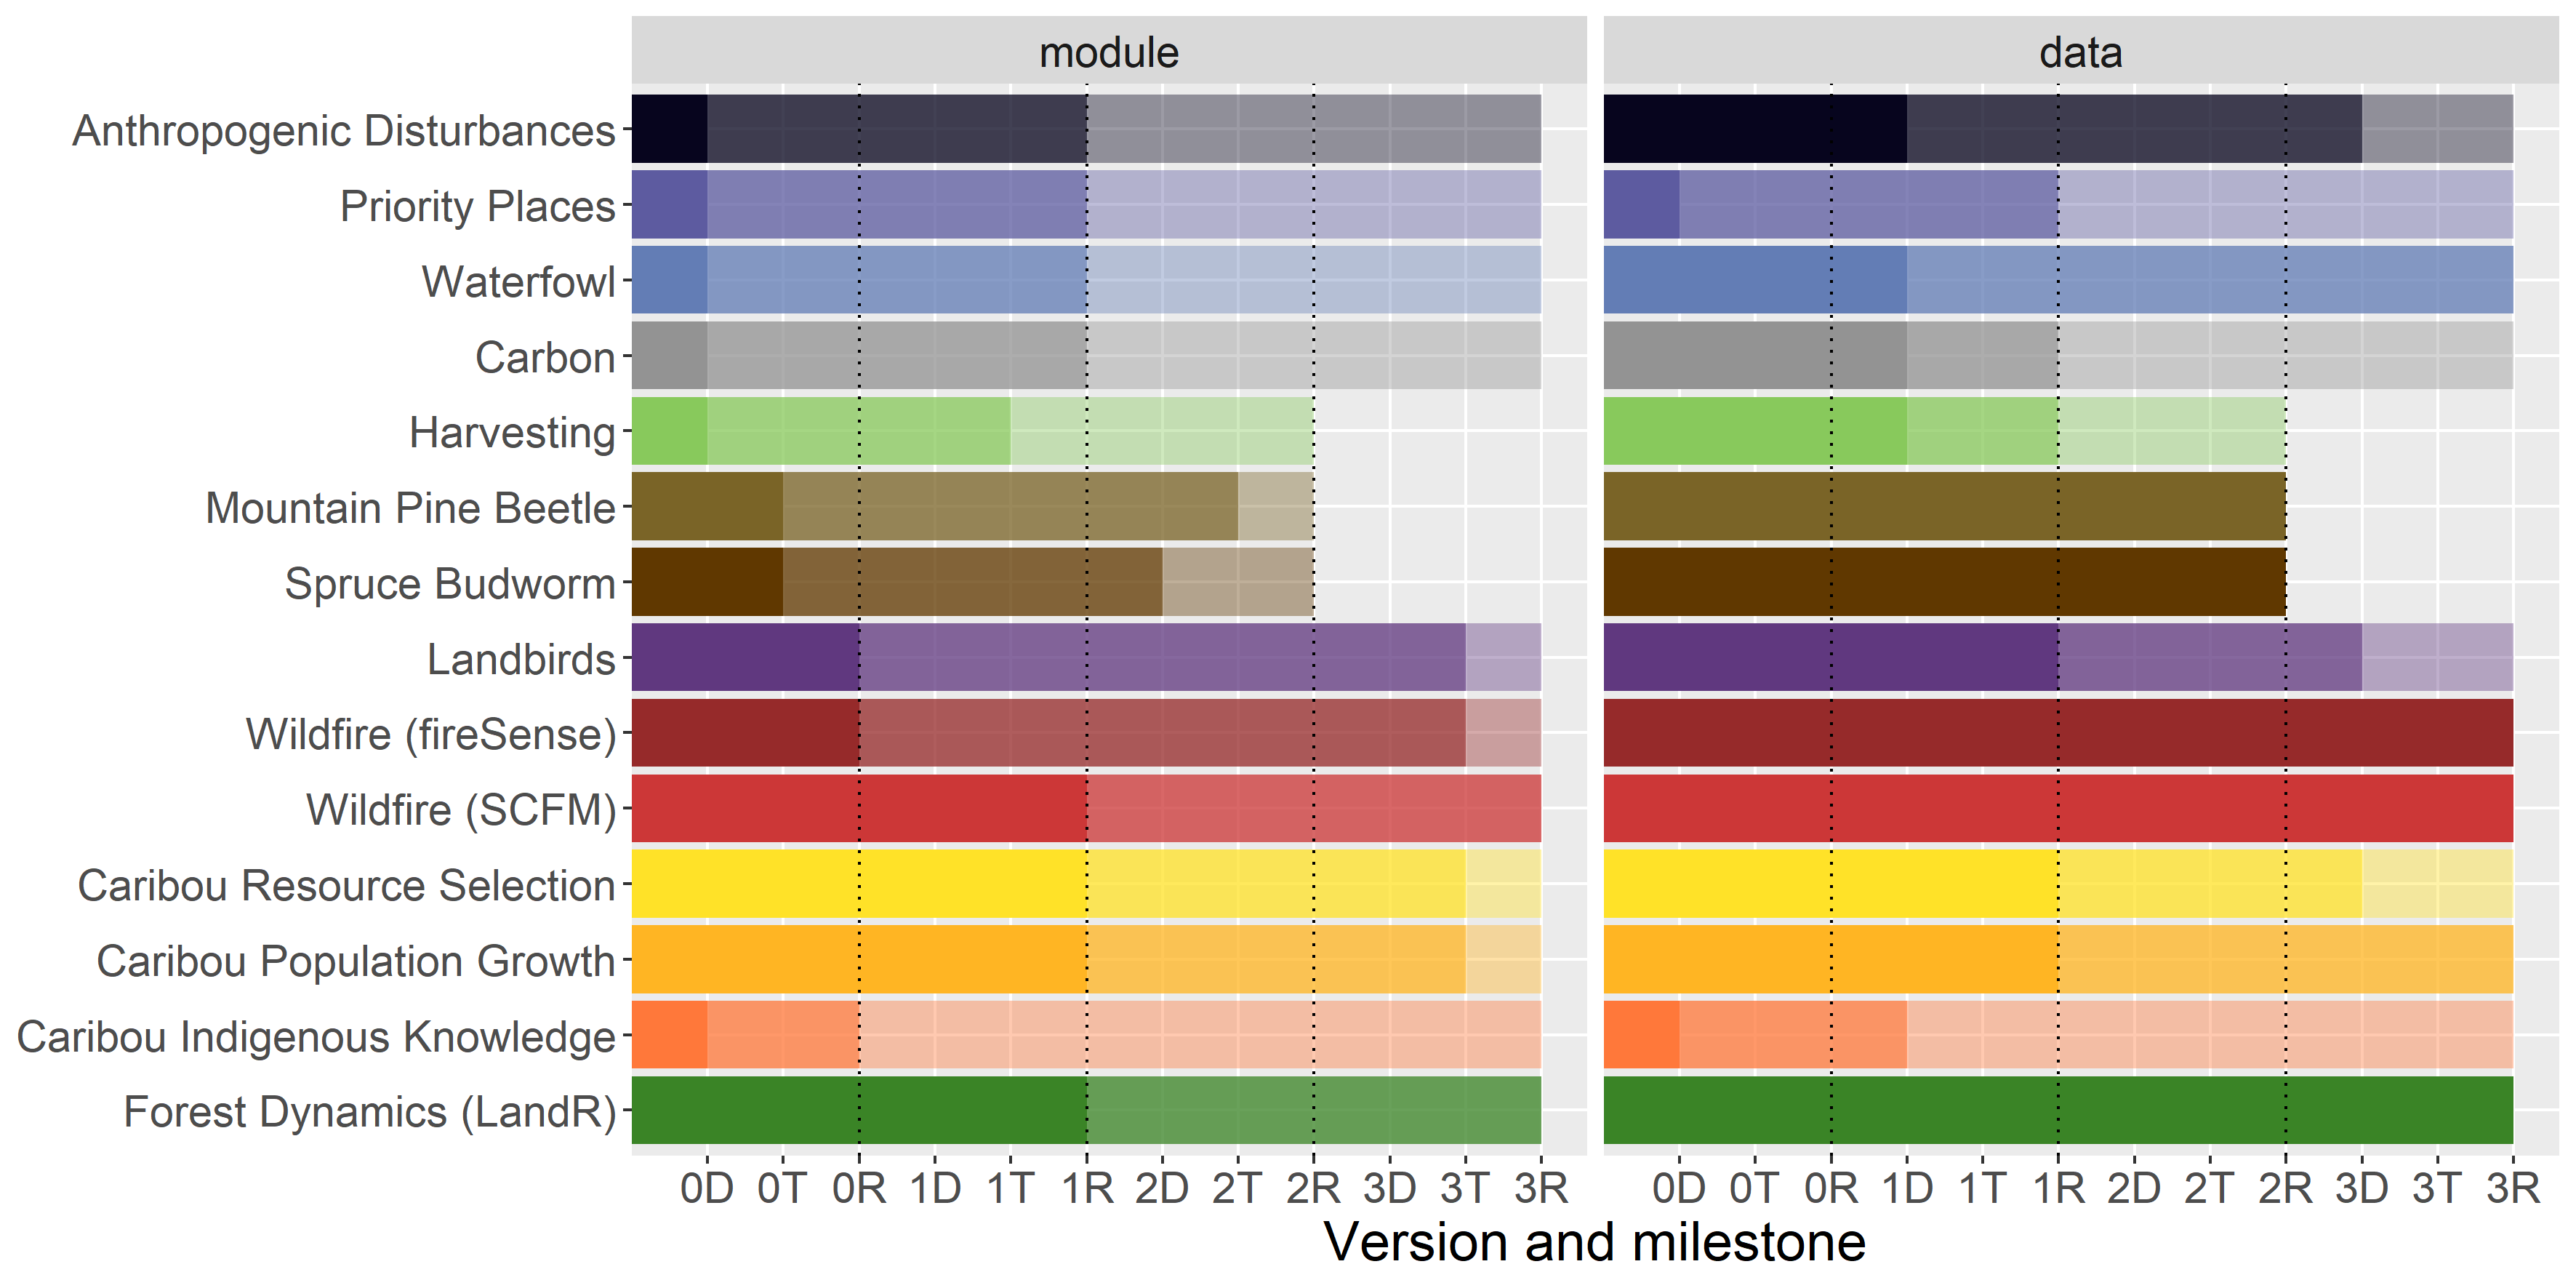 module data
Anthropogenic Disturbances
Priority Places
Waterfowl
Carbon
Harvesting
Mountain Pine Beetle
Spruce Budworm
Landbirds
Wildfire (fireSense)
Wildfire (SCFM)
Caribou Resource Selection
Caribou Population Growth
Caribou Indigenous Knowledge
Forest Dynamics (LandR)
0D 0T 0R 1D 1T 1R 2D 2T 2R 3D 3T 3R 0D 0T 0R 1D 1T 1R 2D 2T 2R 3D 3T 3R
Version and milestone